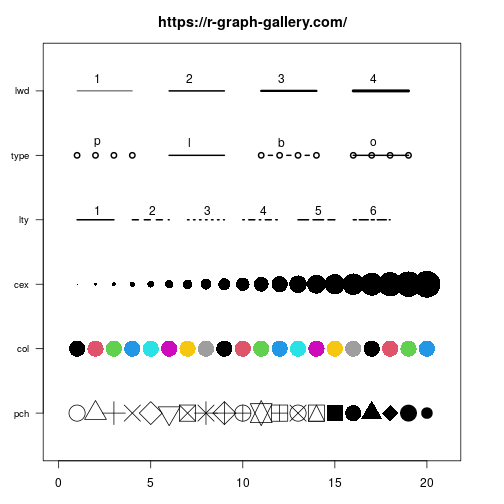 https://r-graph-gallery.com/
lwd 1 2 3 4
type p l b o
lty 1 2 3 4 5 6
cex
col
pch
0 5 10 15 20